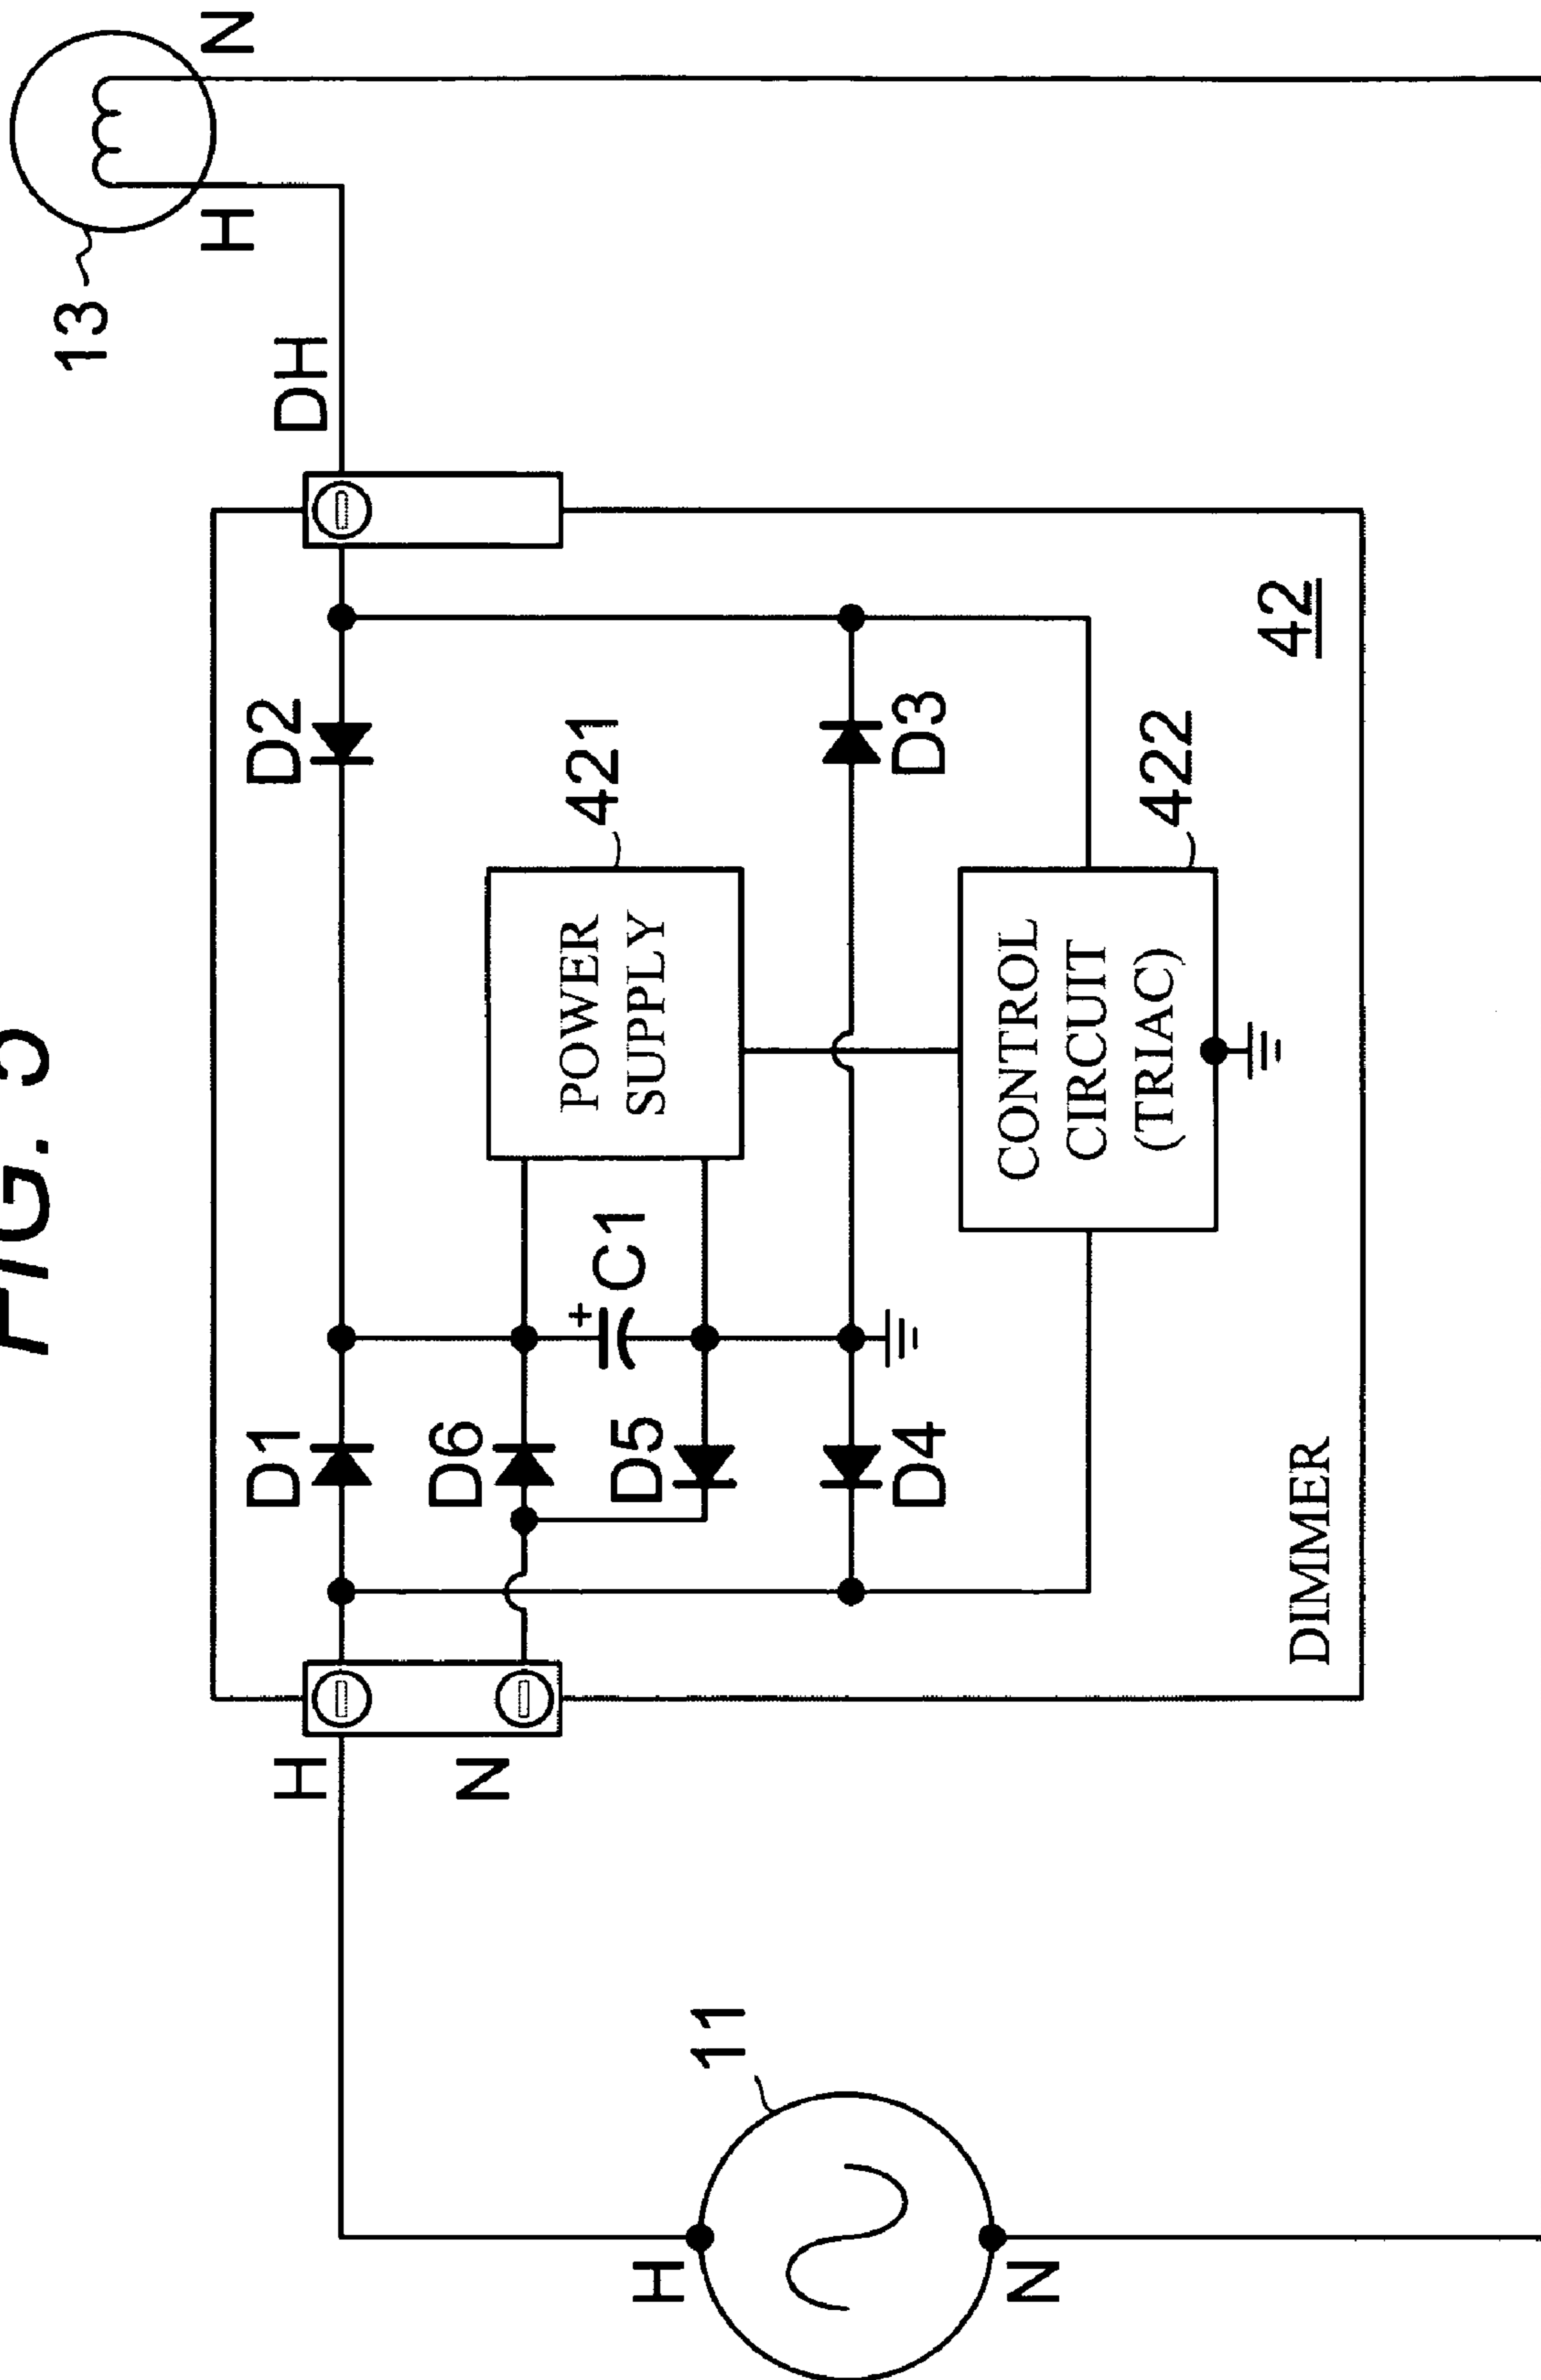 FIG.
13
H
N
H
DH
D1
D2
N
D6
D5
+
C1
POWER
SUPPLY
421
H
11
N
D4
D3
CONTROL
CIRCUIT
(TRIAC)
422
DIMMER
42